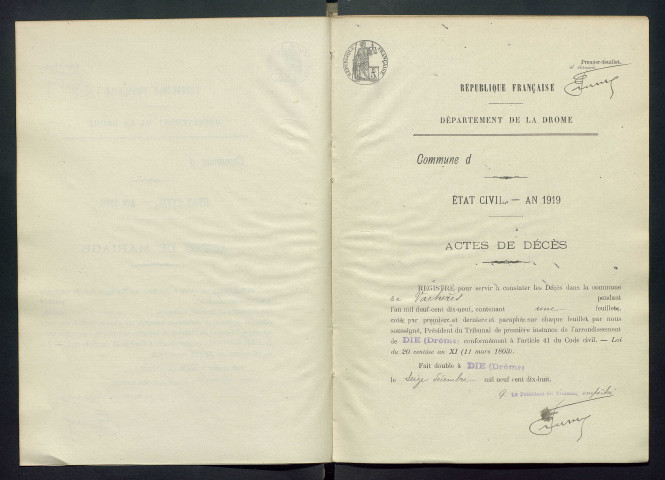 RÉPUBLIQUE FRANÇAISE
Premier feuillet.
RÉPUBLIQUE FRANÇAISE
DÉPARTEMENT DE LA DROME
Commune d
ÉTAT CIVIL. — AN 1919
ACTES DE DÉCÈS
REGISTRE pour servir à constater les Décès dans la commune
de Vachères pendant
l'an mil neuf cent dix-neuf, contenant une feuillets,
coté par premier et dernier et paraphé sur chaque feuillet, par nous
soussigné, Président du Tribunal de première instance de l'arrondissement
de DIE (Drôme) conformément à l'article 41 du Code civil. — Loi
du 20 ventôse an XI (11 mars 1803).
Fait double à DIE (Drôme)
le seize décembre mil neuf cent dix-huit.
Le Président du Tribunal, empêché